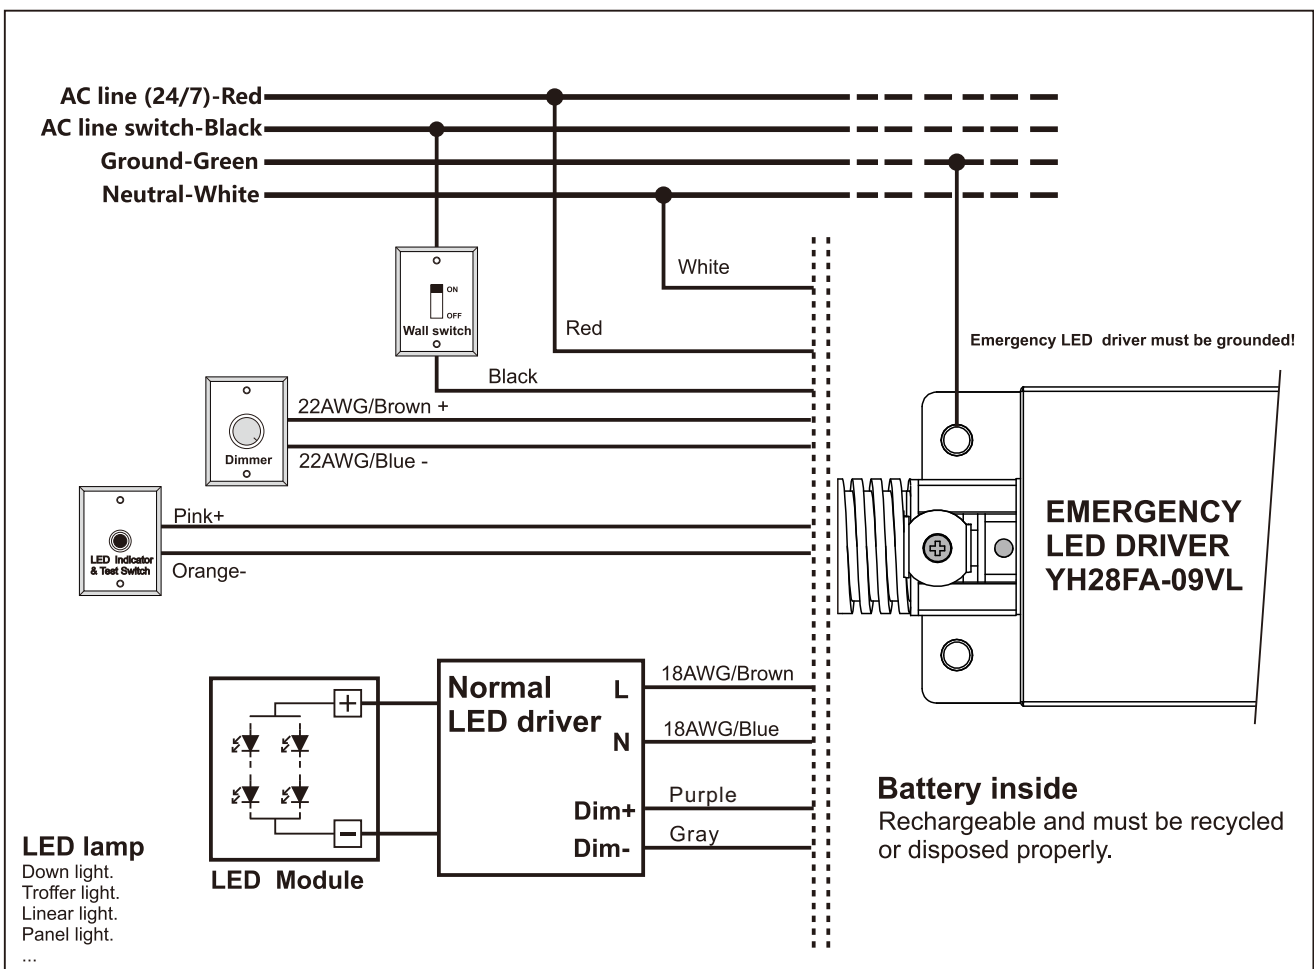 AC line (24/7)-Red
AC line switch-Black
Ground-Green
Neutral-White
White
ON
OFF
Wall switch
Red
Emergency LED driver must be grounded!
Black
22AWG/Brown +
Dimmer
22AWG/Blue -
Pink+
LED Indicator
& Test Switch
Orange-
EMERGENCY
LED DRIVER
YH28FA-09VL
Normal
LED driver
L
N
Dim+
Dim-
18AWG/Brown
18AWG/Blue
Purple
Gray
+
−
LED Module
Battery inside
Rechargeable and must be recycled
or disposed properly.
LED lamp
Down light.
Troffer light.
Linear light.
Panel light.
...